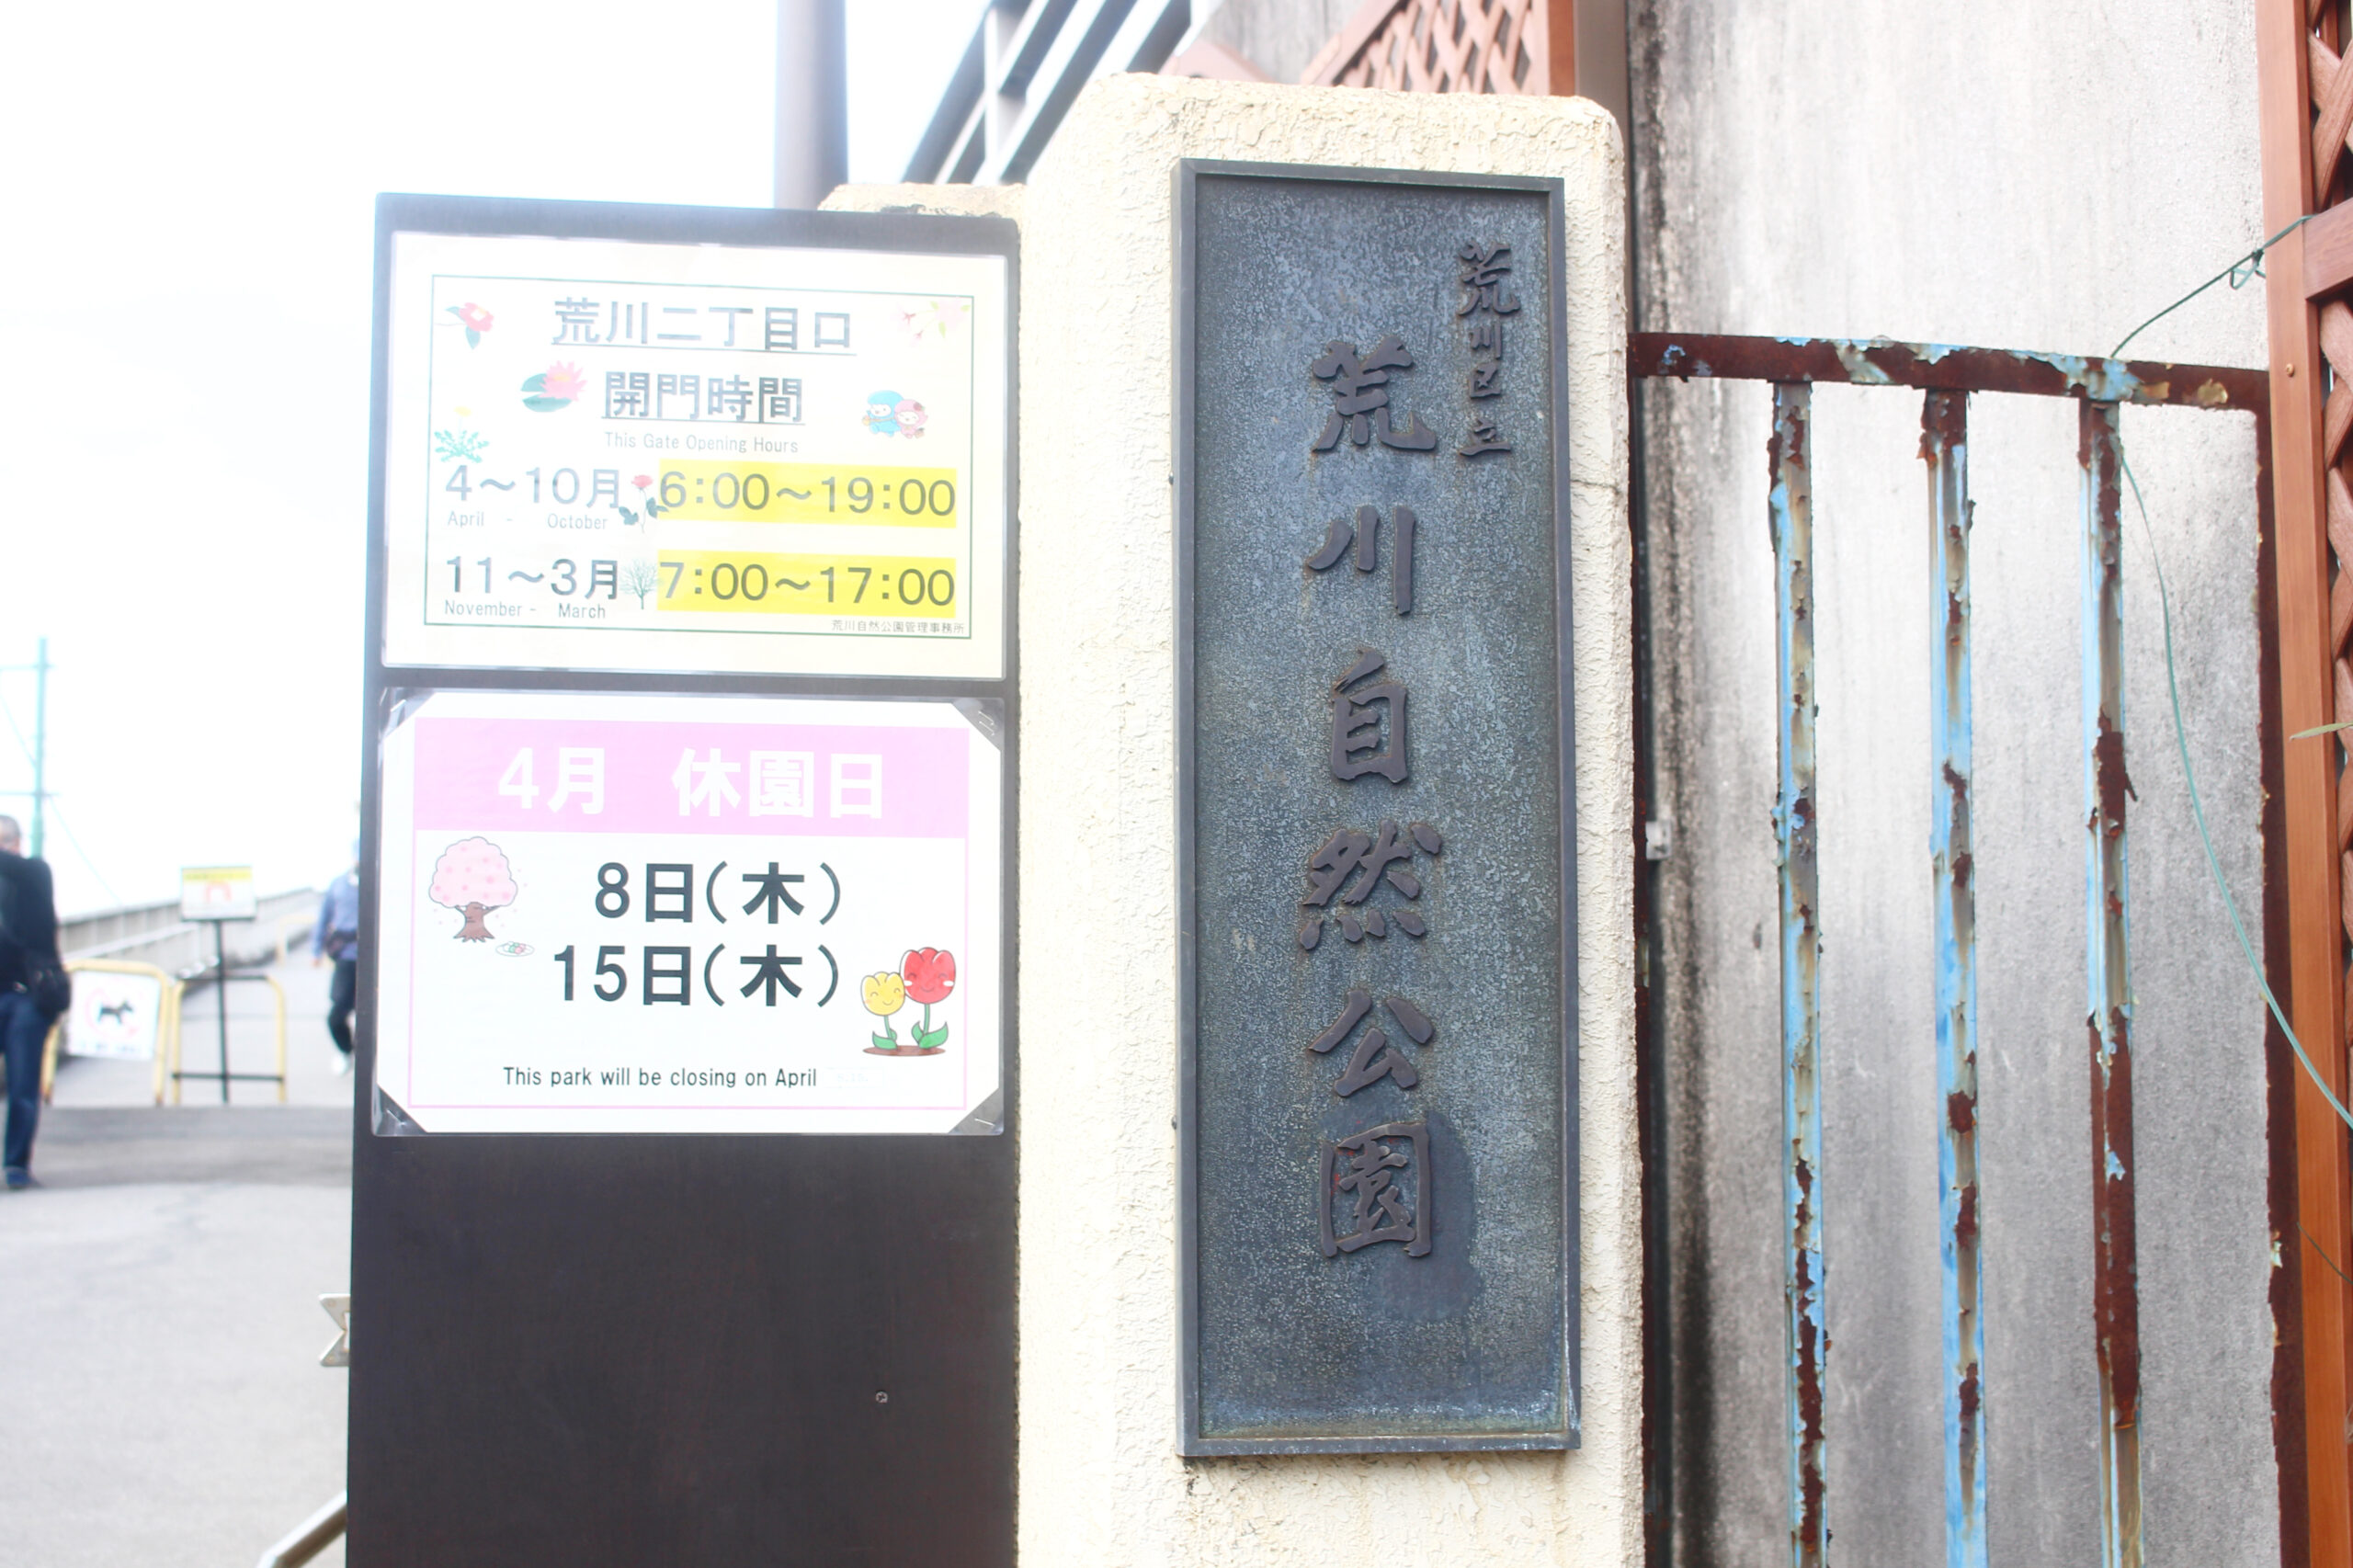 荒川二丁目口
開門時間
This Gate Opening Hours
4～10月 6:00～19:00
April - October
11～3月 7:00～17:00
November - March
荒川自然公園管理事務所
4月 休園日
8日(木)
15日(木)
This park will be closing on April
荒川区立
荒川自然公園